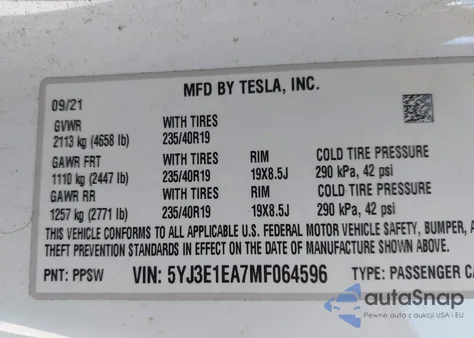 MFD BY TESLA, INC.
09/21
GVWR WITH TIRES
2113 kg (4658 lb) 235/40R19
GAWR FRT WITH TIRES RIM COLD TIRE PRESSURE
1110 kg (2447 lb) 235/40R19 19X8.5J 290 kPa, 42 psi
GAWR RR WITH TIRES RIM COLD TIRE PRESSURE
1257 kg (2771 lb) 235/40R19 19X8.5J 290 kPa, 42 psi
THIS VEHICLE CONFORMS TO ALL APPLICABLE U.S. FEDERAL MOTOR VEHICLE SAFETY, BUMPER, A
THEFT PREVENTION STANDARDS IN EFFECT ON THE DATE OF MANUFACTURE SHOWN ABOVE.
PNT: PPSW VIN: 5YJ3E1EA7MF064596 TYPE: PASSENGER CA
autoSnap
Pewne auto z aukcji USA i EU